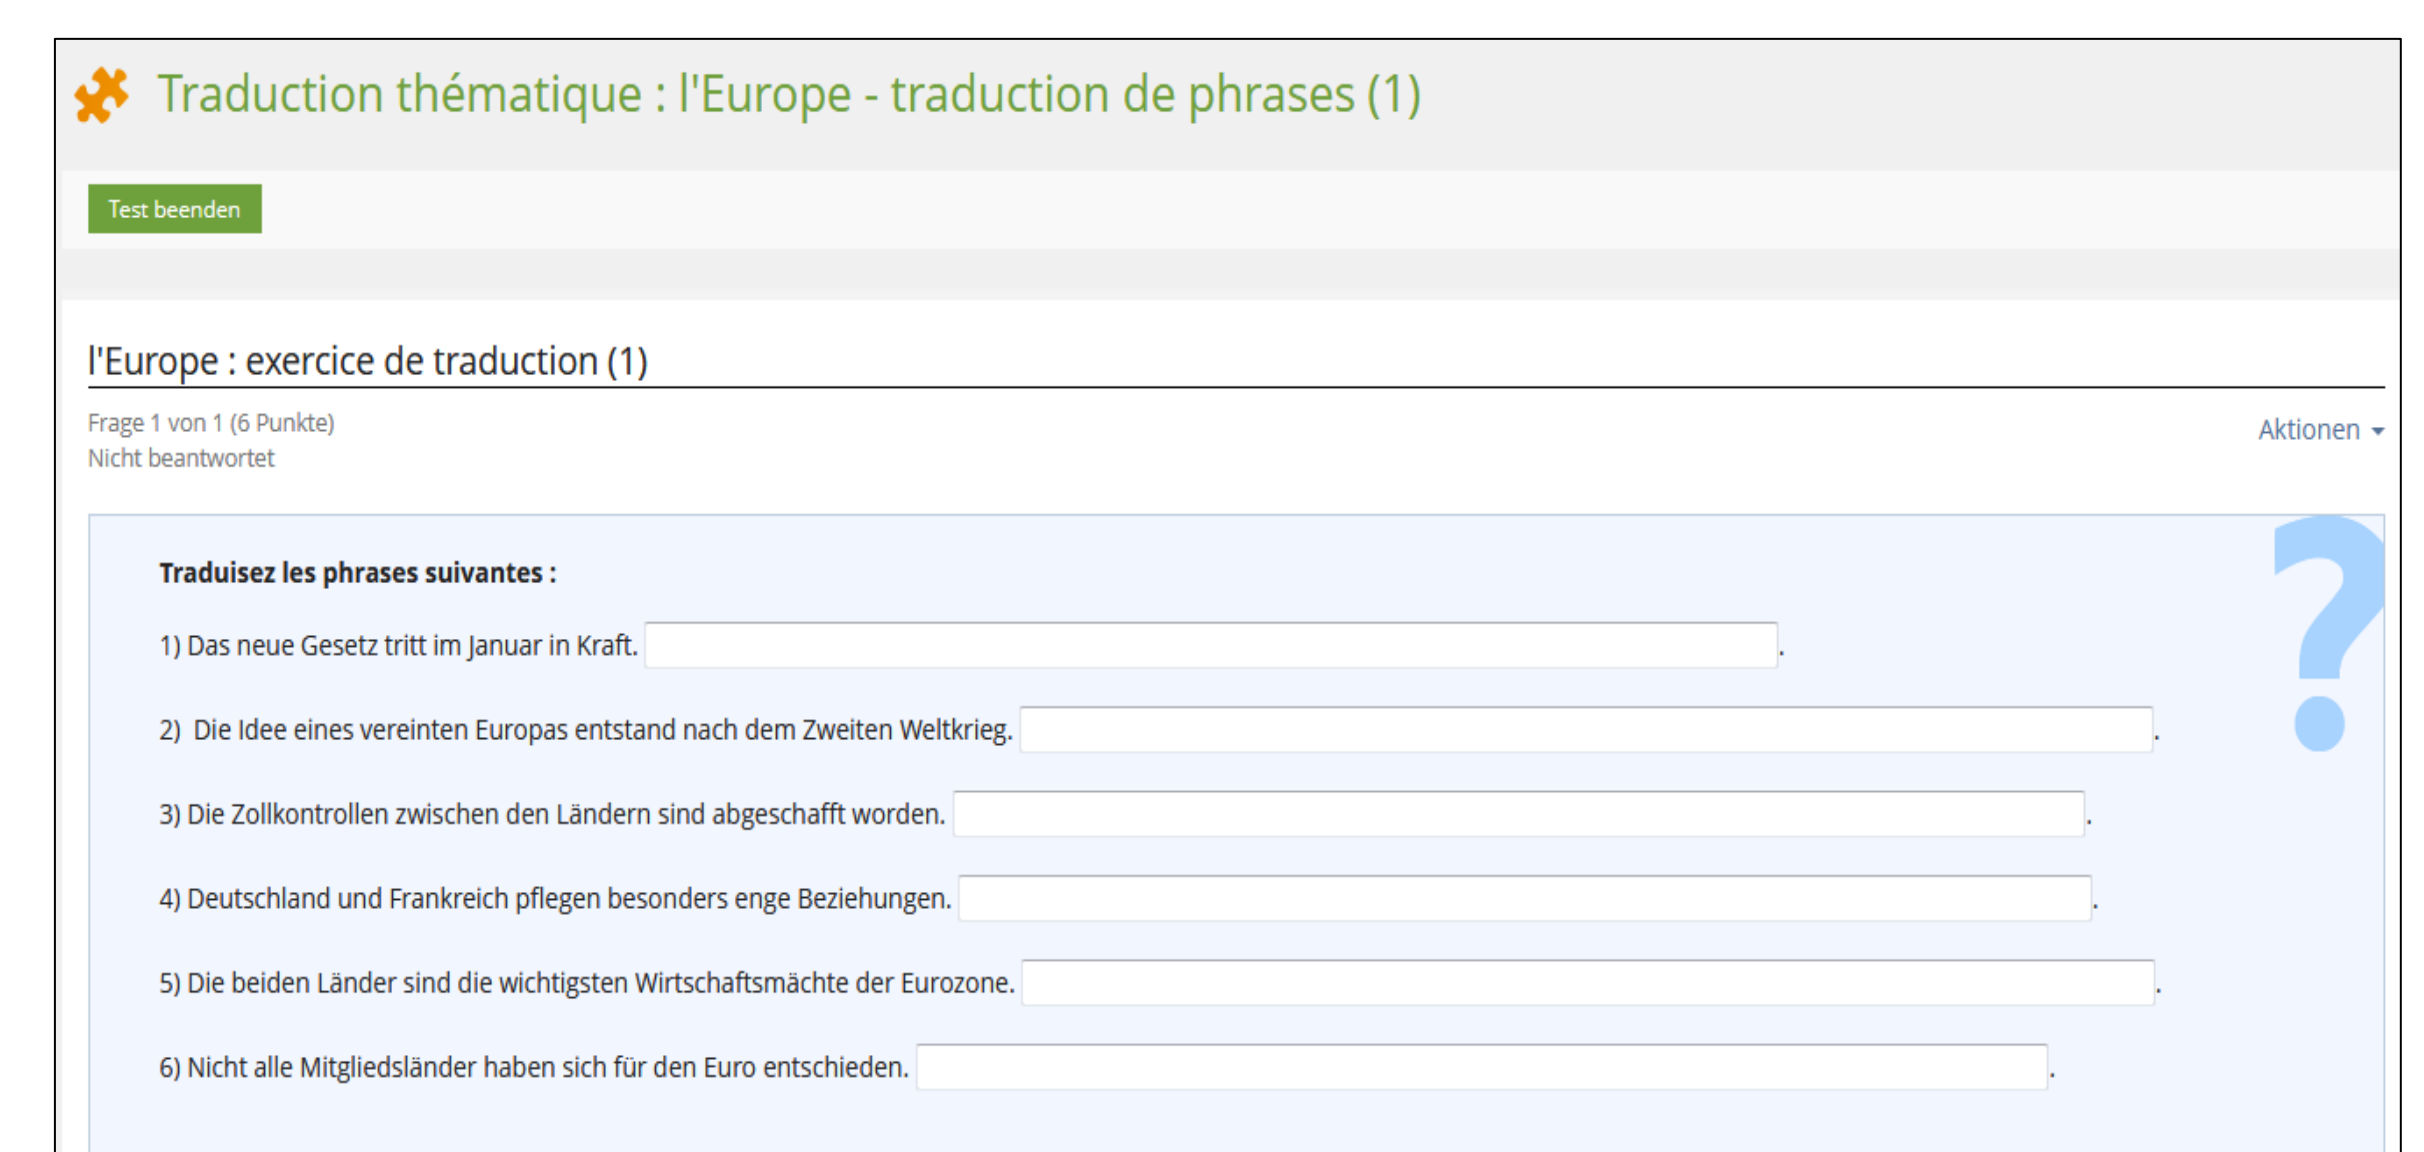 Traduction thématique : l'Europe - traduction de phrases (1)
Test beenden
l'Europe : exercice de traduction (1)
Frage 1 von 1 (6 Punkte)
Nicht beantwortet
Aktionen
Traduisez les phrases suivantes :
1) Das neue Gesetz tritt im Januar in Kraft. .
2) Die Idee eines vereinten Europas entstand nach dem Zweiten Weltkrieg. .
3) Die Zollkontrollen zwischen den Ländern sind abgeschafft worden. .
4) Deutschland und Frankreich pflegen besonders enge Beziehungen. .
5) Die beiden Länder sind die wichtigsten Wirtschaftsmächte der Eurozone. .
6) Nicht alle Mitgliedsländer haben sich für den Euro entschieden. .
?